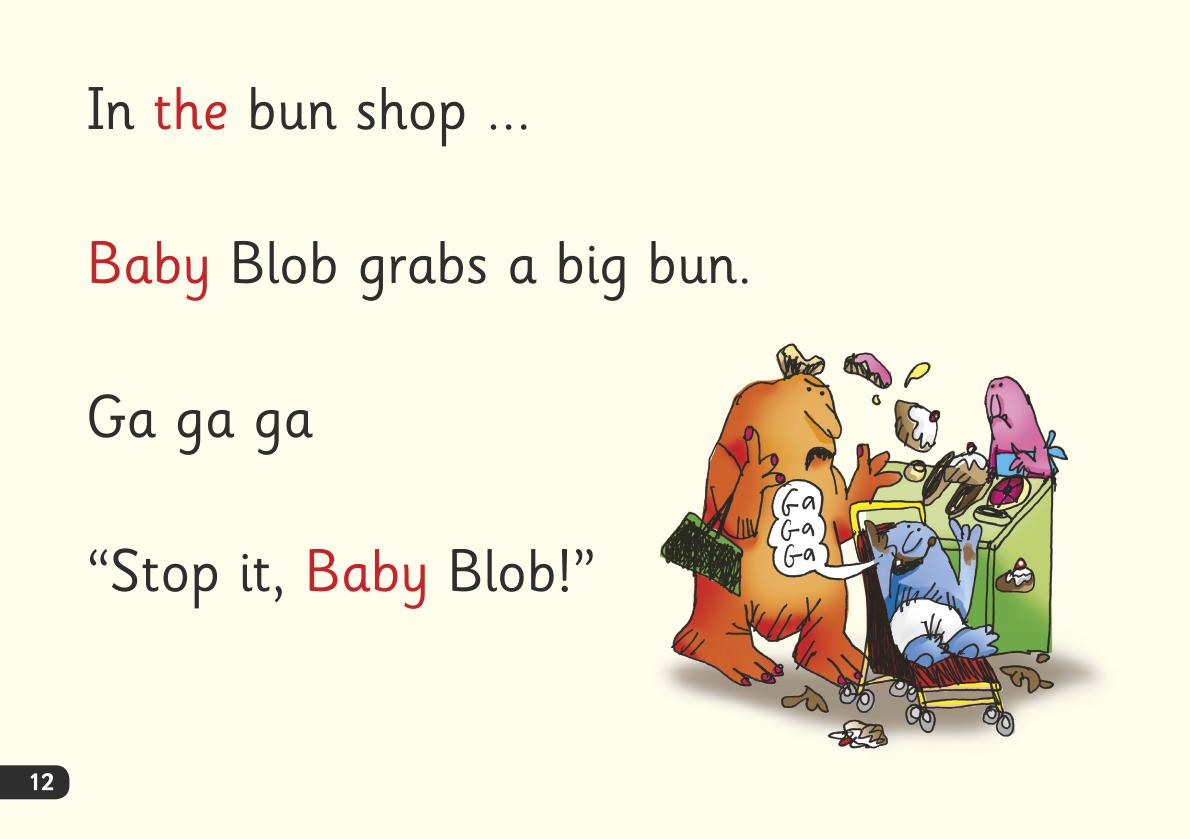 In the bun shop ...
Baby Blob grabs a big bun.
Ga ga ga
“Stop it, Baby Blob!”
Ga
Ga
Ga
12